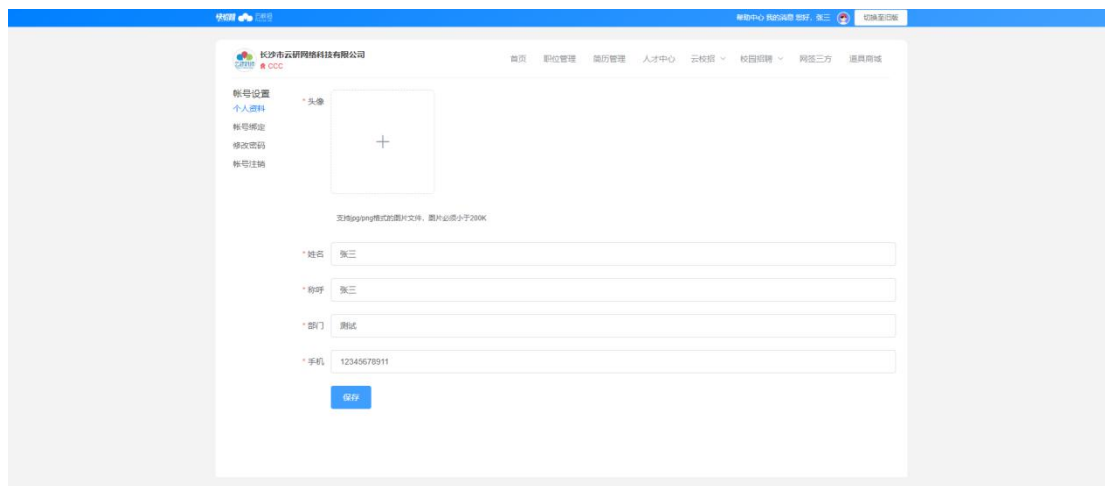 帮助中心 我的消息 您好，张三 切换至旧版
长沙市云研网络科技有限公司
CCC
首页 职位管理 简历管理 人才中心 云校招 校园招聘 网签三方 道具商城
帐号设置
个人资料
帐号绑定
修改密码
帐号注销
* 头像
支持jpg/png格式的图片文件，图片必须小于200K
* 姓名 张三
* 称呼 张三
* 部门 测试
* 手机 12345678911
保存